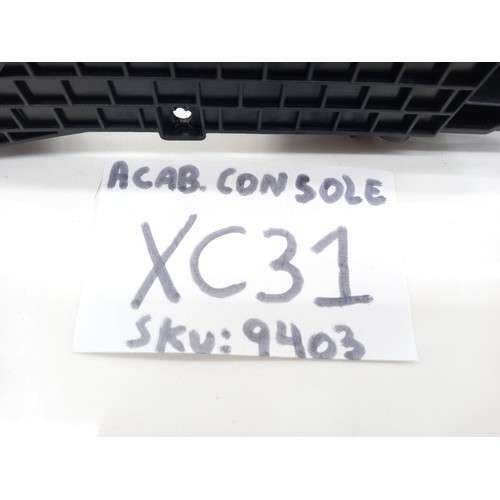 ACAB. CONSOLE
XC31
SKU: 9403